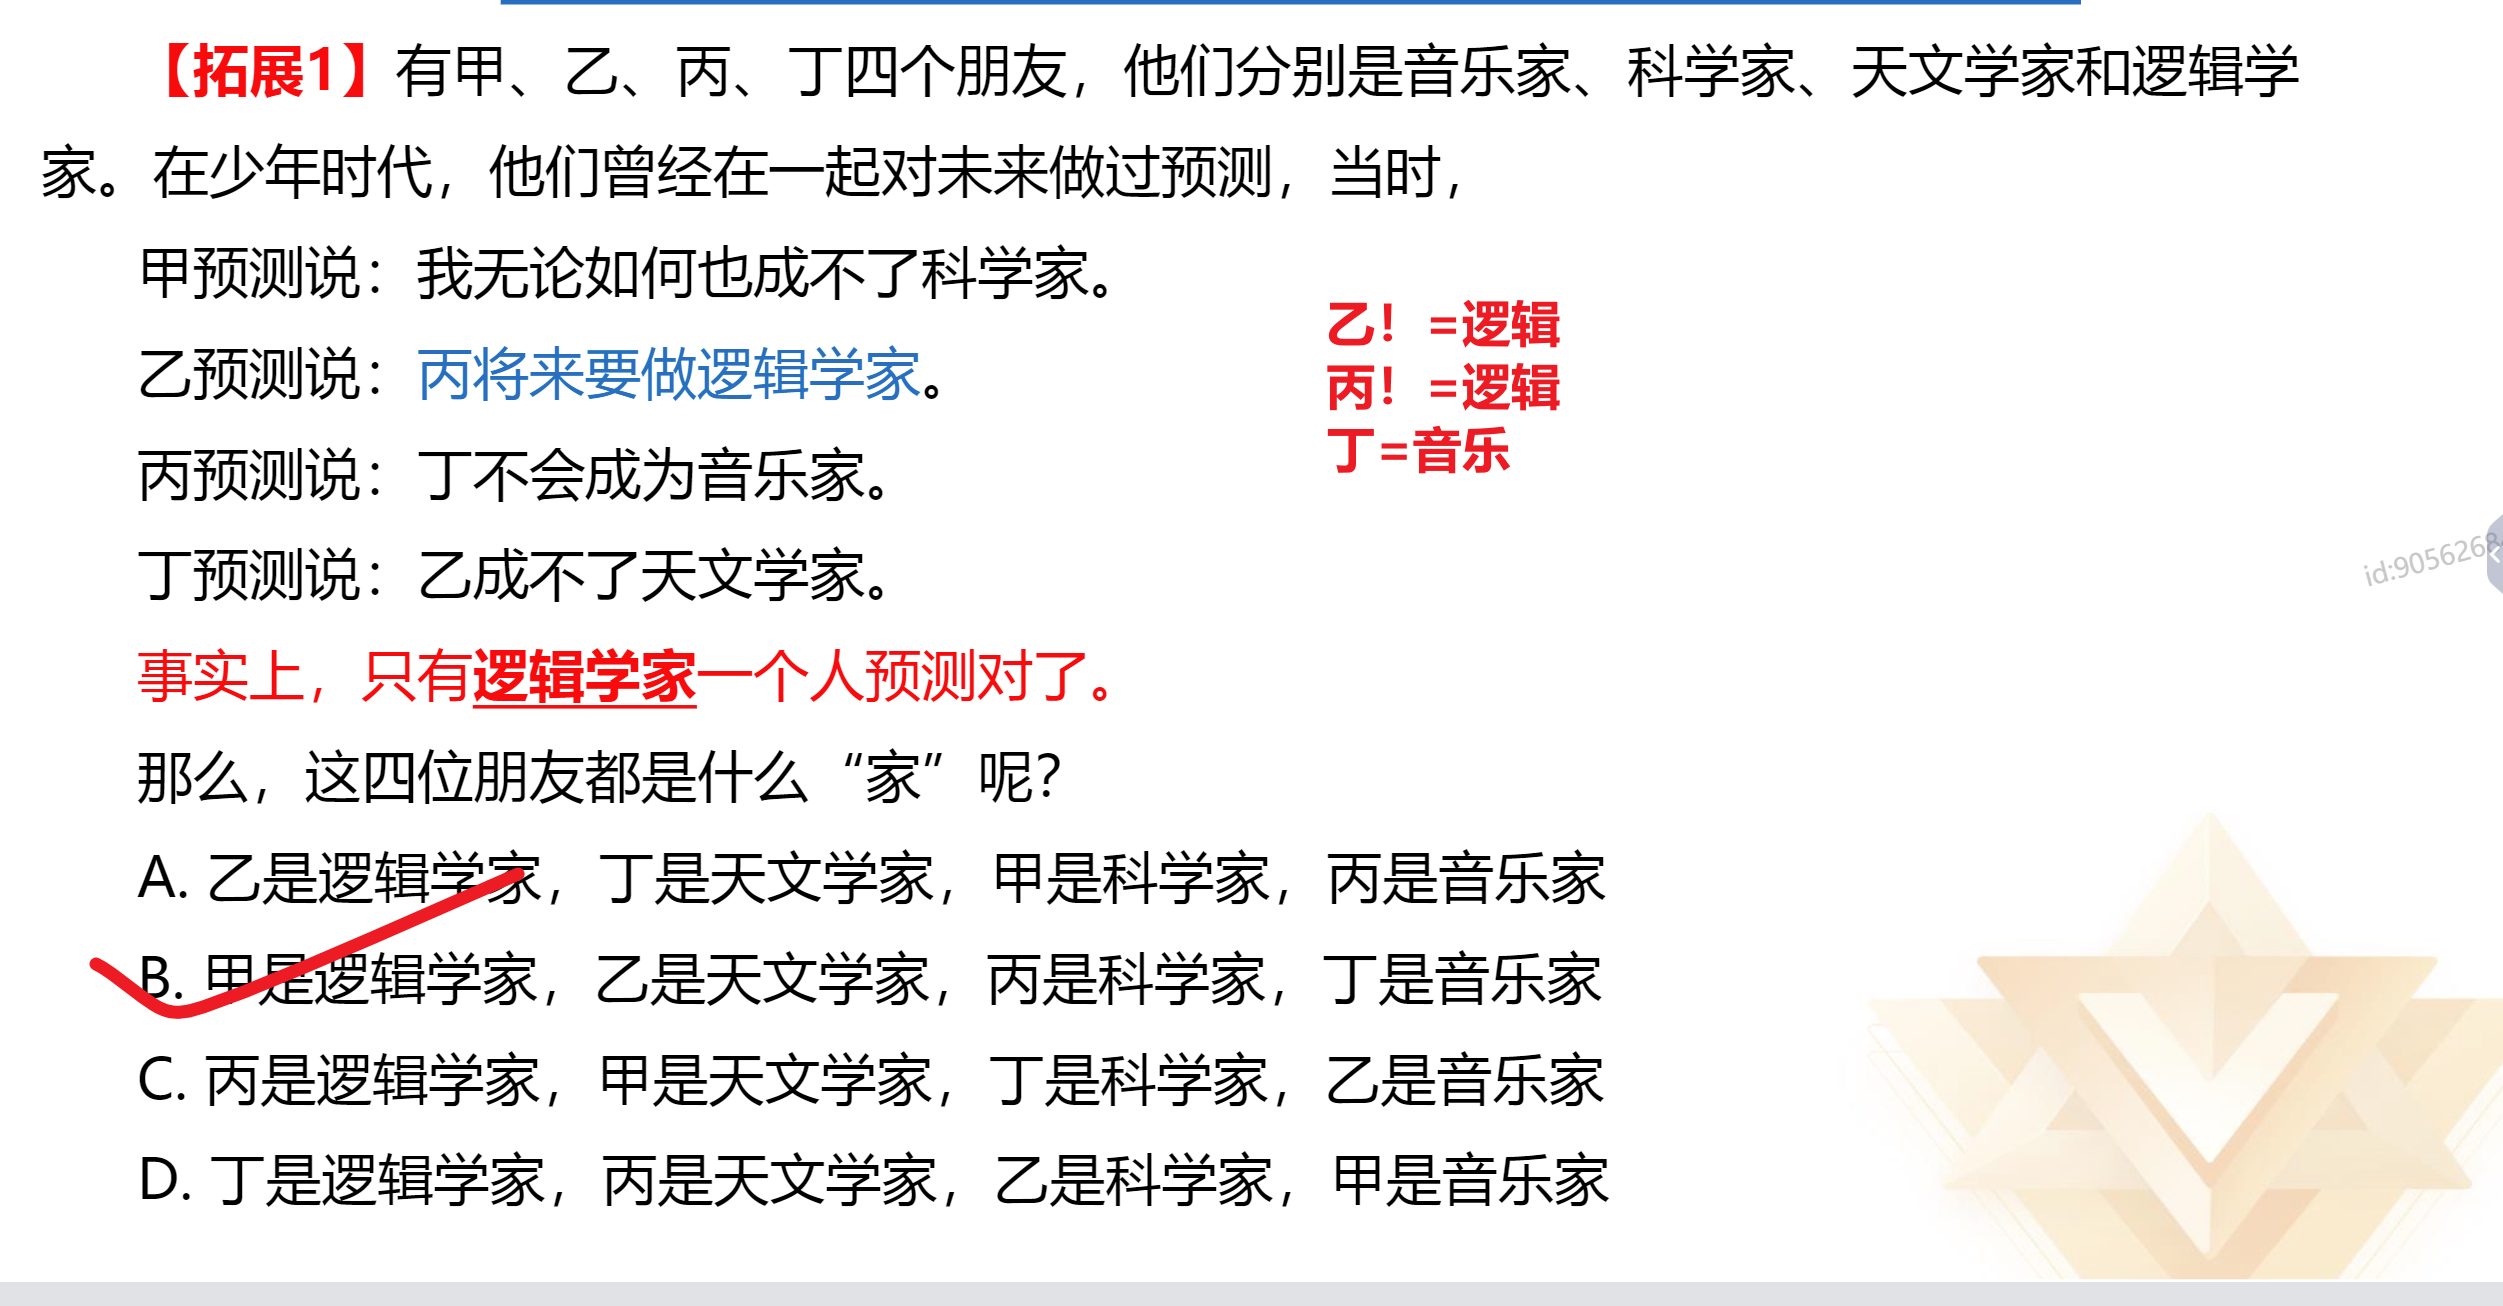 【拓展1】有甲、乙、丙、丁四个朋友，他们分别是音乐家、科学家、天文学家和逻辑学
家。在少年时代，他们曾经在一起对未来做过预测，当时，
甲预测说：我无论如何也成不了科学家。
乙预测说：丙将来要做逻辑学家。
丙预测说：丁不会成为音乐家。
丁预测说：乙成不了天文学家。
乙！=逻辑
丙！=逻辑
丁=音乐
事实上，只有逻辑学家一个人预测对了。
那么，这四位朋友都是什么“家”呢？
A. 乙是逻辑学家，丁是天文学家，甲是科学家，丙是音乐家
B. 甲是逻辑学家，乙是天文学家，丙是科学家，丁是音乐家
C. 丙是逻辑学家，甲是天文学家，丁是科学家，乙是音乐家
D. 丁是逻辑学家，丙是天文学家，乙是科学家，甲是音乐家